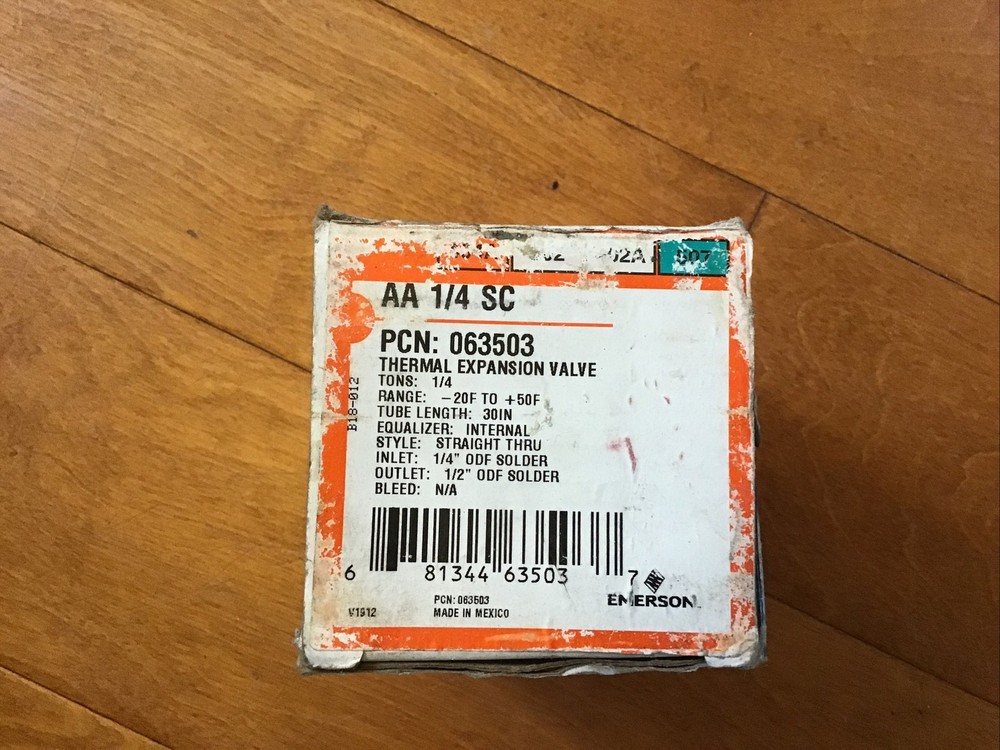 507
AA 1/4 SC
PCN: 063503
THERMAL EXPANSION VALVE
TONS: 1/4
RANGE: -20F TO +50F
TUBE LENGTH: 30IN
EQUALIZER: INTERNAL
STYLE: STRAIGHT THRU
INLET: 1/4" ODF SOLDER
OUTLET: 1/2" ODF SOLDER
BLEED: N/A
B18-012
6 81344 63503 7
PCN: 063503
MADE IN MEXICO
V1912
EMERSON